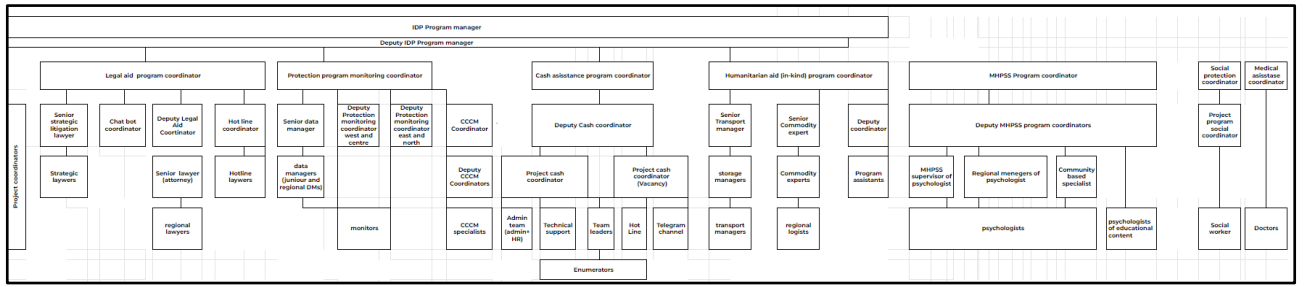 IDP Program manager
Deputy IDP Program manager
Legal aid program coordinator
Protection program monitoring coordinator
Cash asisstance program coordinator
Humanitarian aid (in-kind) program coordinator
MHPSS Program coordinator
Social
protection
coordinator
Medical
assistase
coordinator
Project coordinators
Senior
strategic
litigation
lawyer
Chat bot
coordinator
Deputy Legal
Aid
Coortinator
Hot line
coordinator
Senior data
manager
Deputy
Protection
monitoring
coordinator
west and
centre
Deputy
Protection
monitoring
coordinator
east and
north
CCCM
Coordinator
Deputy Cash coordinator
Senior
Transport
manager
Senior
Commodity
expert
Deputy
coordinator
Deputy MHPSS program coordinators
Project
program
social
coordinator
Strategic
laywers
Senior lawyer
(attorney)
Hotline
laywers
data
managers
(juniour and
regional DMs)
Deputy
CCCM
Coordinators
Project cash
coordinator
Project cash
coordinator
(Vacancy)
storage
managers
Commodity
experts
Program
assistants
MHPSS
supervisor of
psychologist
Regional menegers of
psychologist
Community
based
specialist
regional
lawyers
monitors
CCCM
specialists
Admin
team
(admin+
HR)
Technical
support
Team
leaders
Hot
Line
Telegram
channel
transport
managers
regional
logists
psychologists
psychologists
of educational
content
Social
worker
Doctors
Enumerators